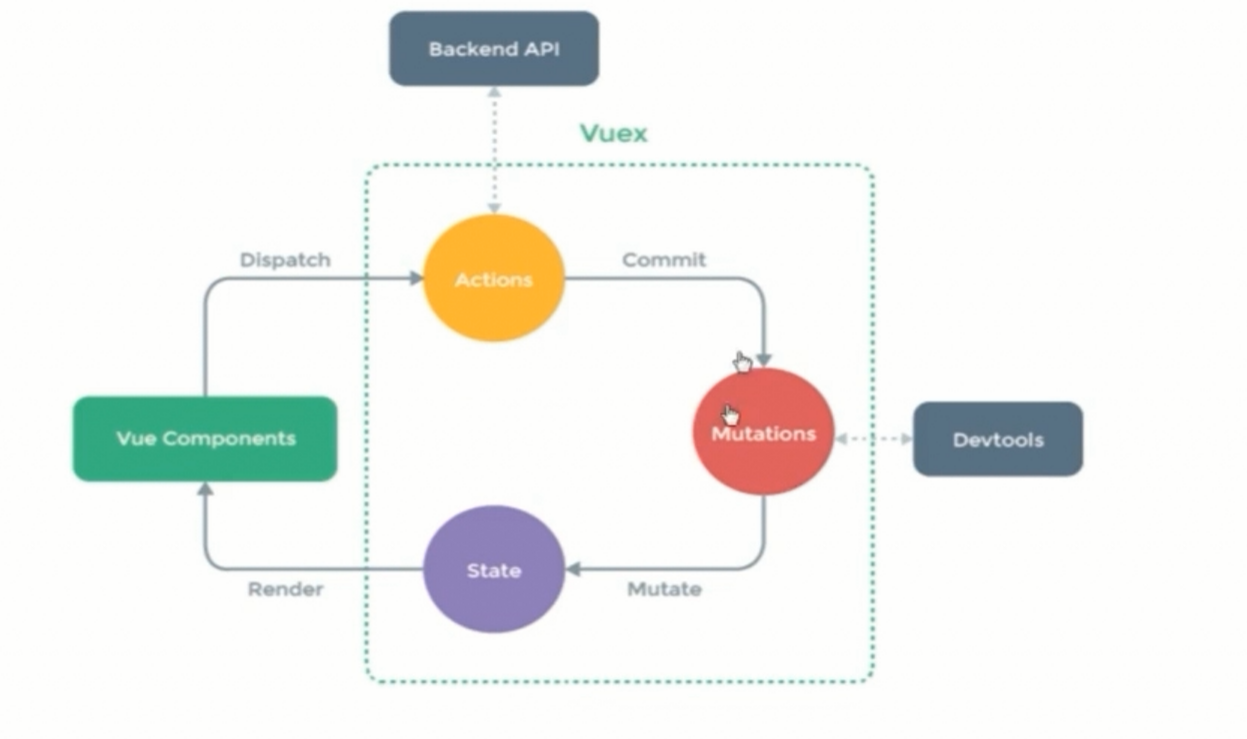 Backend API
Vuex
Dispatch
Actions
Commit
Vue Components
Mutations
Devtools
State
Render
Mutate